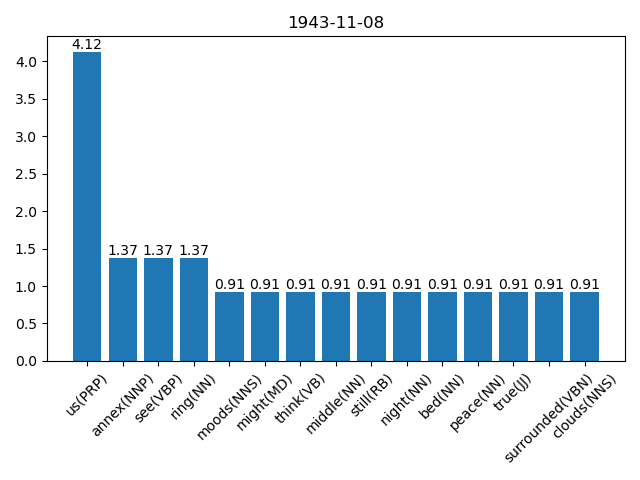 1943-11-08
4.12
1.37 1.37 1.37
0.91 0.91 0.91 0.91 0.91 0.91 0.91 0.91 0.91 0.91 0.91
4.0
3.5
3.0
2.5
2.0
1.5
1.0
0.5
0.0
us(PRP)
annex(NNP)
see(VBP)
ring(NN)
moods(NNS)
might(MD)
think(VB)
middle(NN)
still(RB)
night(NN)
bed(NN)
peace(NN)
true(JJ)
surrounded(VBN)
clouds(NNS)